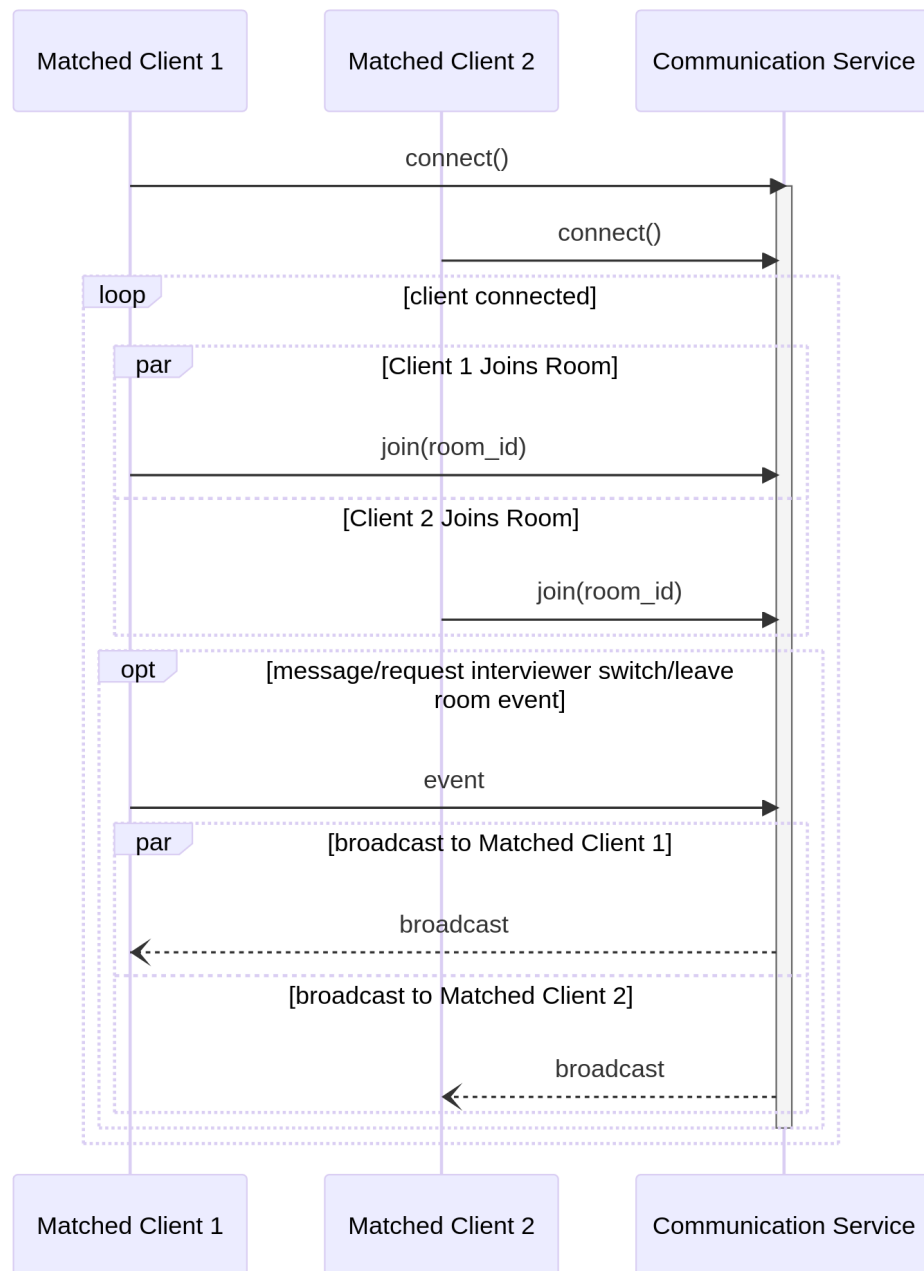 Matched Client 1
Matched Client 2
Communication Service
connect()
connect()
loop
[client connected]
par
[Client 1 Joins Room]
join(room_id)
[Client 2 Joins Room]
join(room_id)
opt
[message/request interviewer switch/leave
room event]
event
par
[broadcast to Matched Client 1]
broadcast
[broadcast to Matched Client 2]
broadcast
Matched Client 1
Matched Client 2
Communication Service